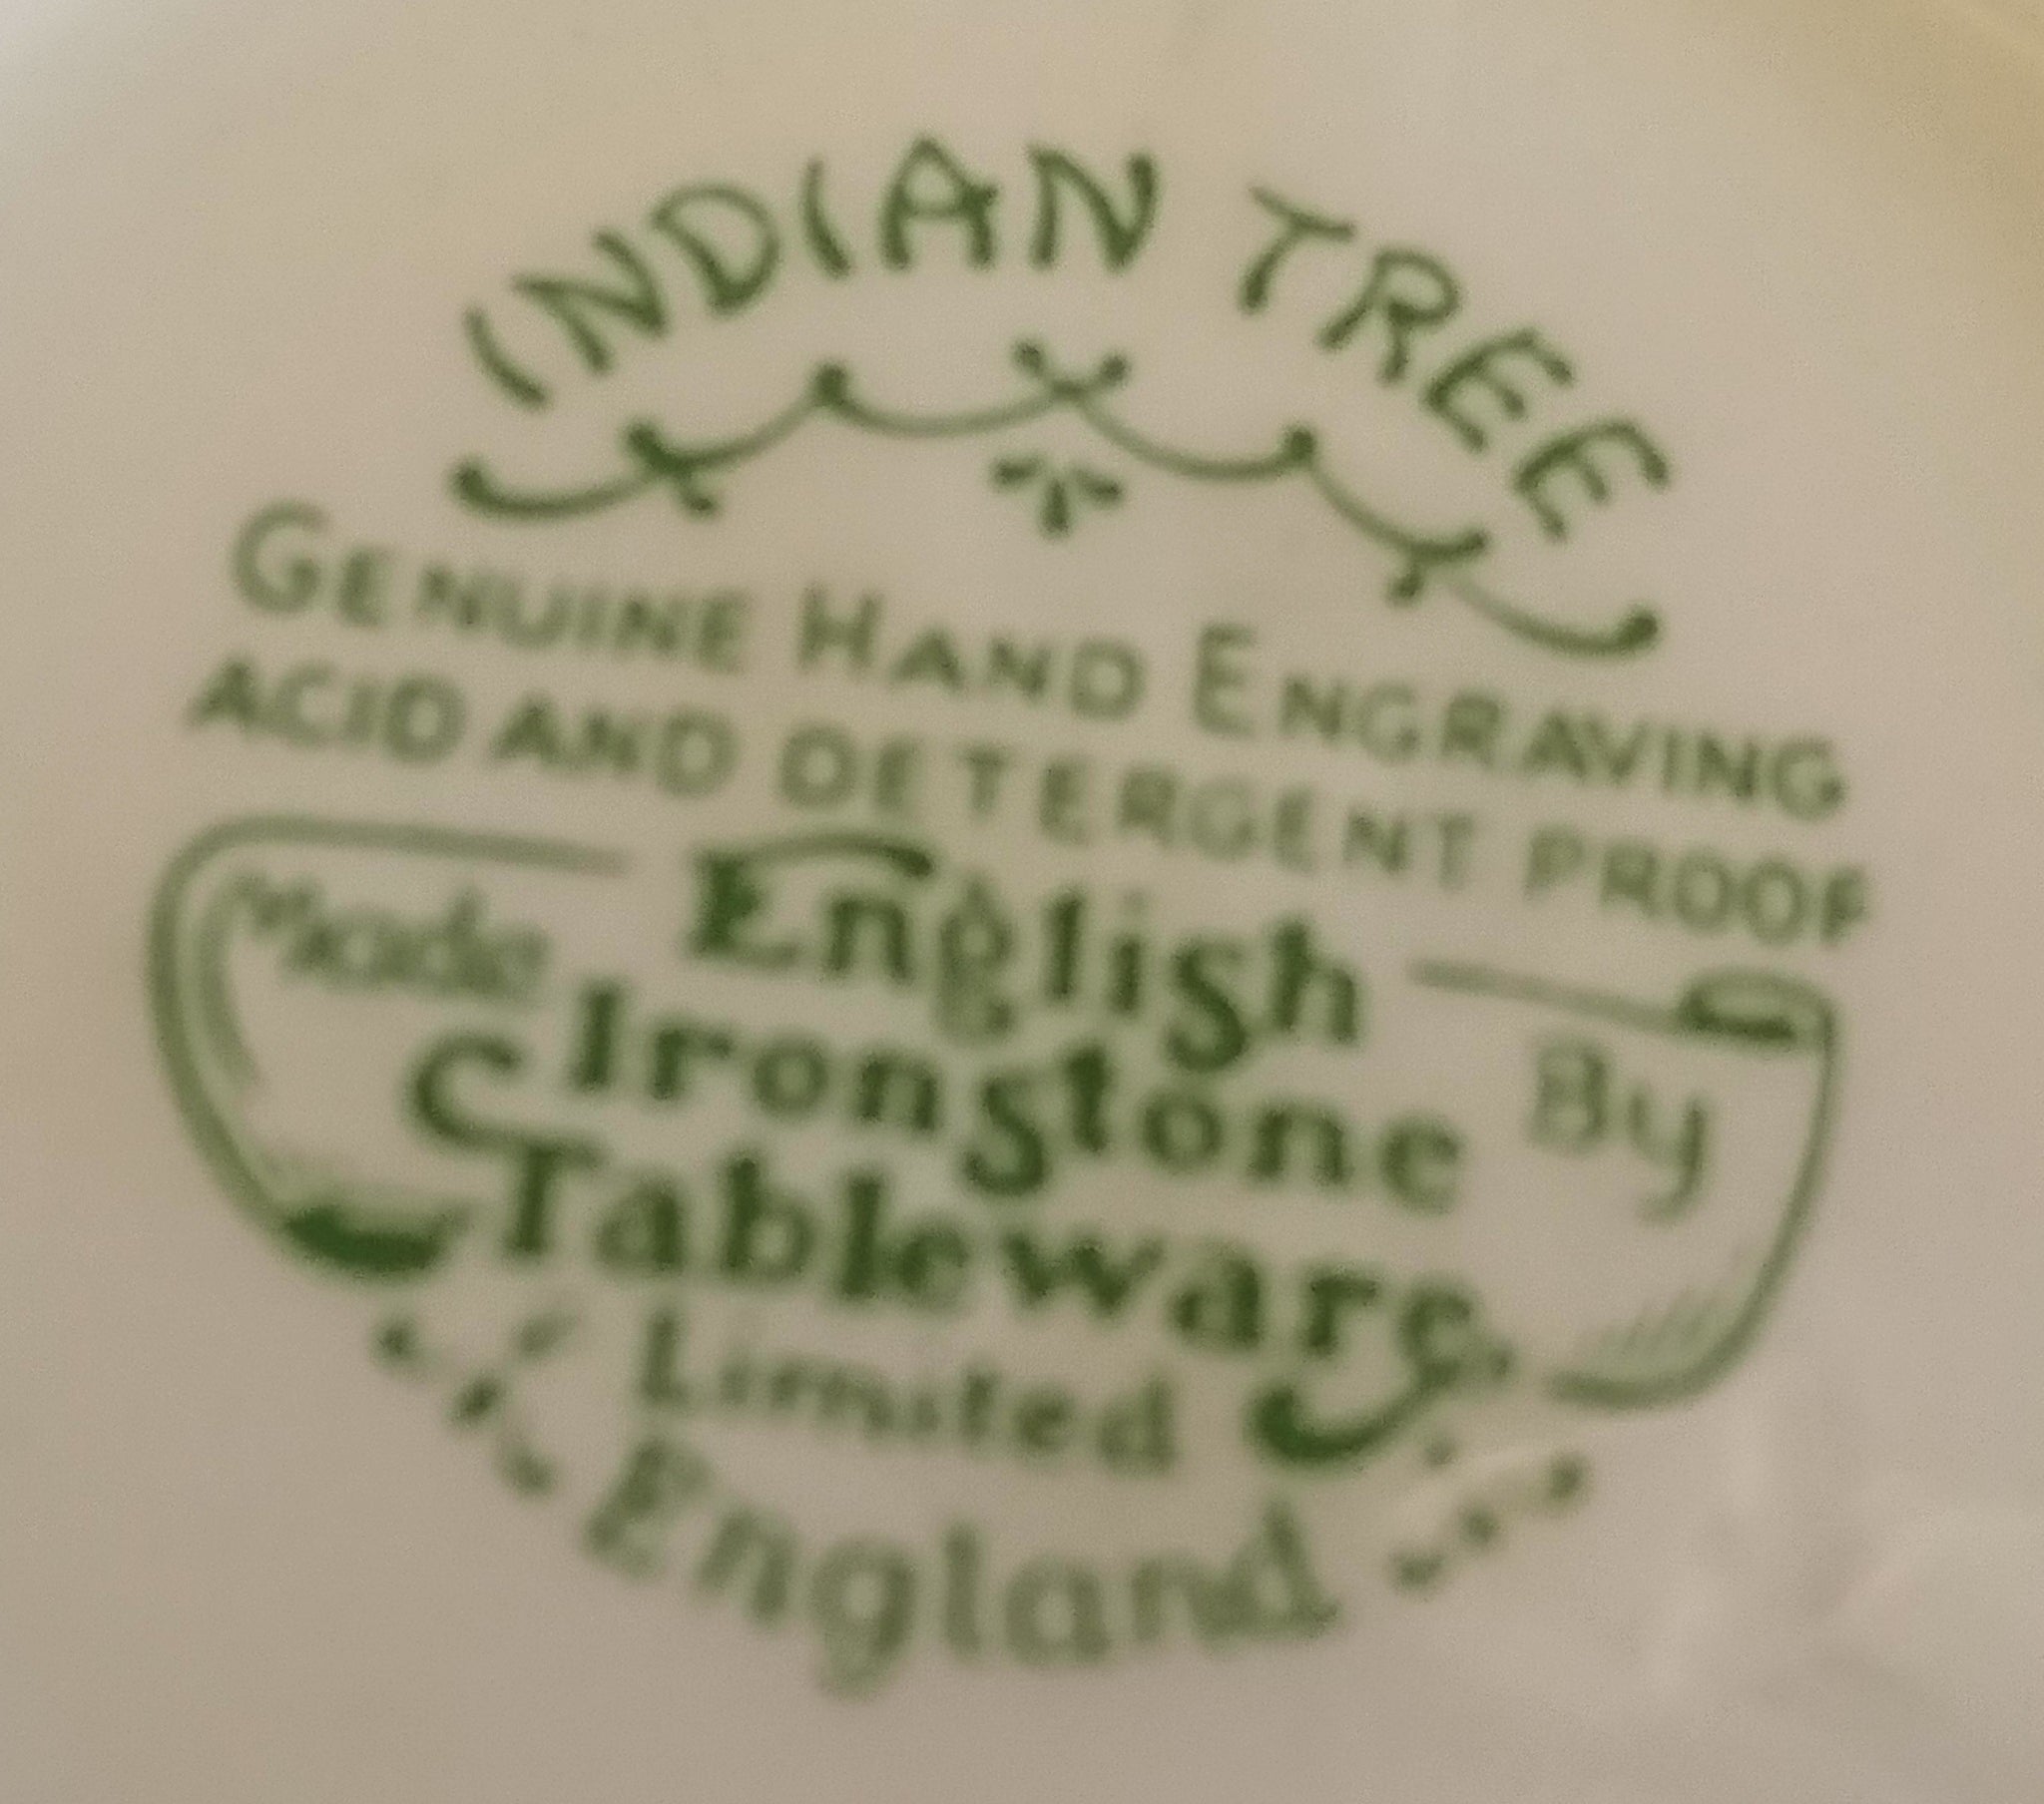 INDIAN TREE
GENUINE HAND ENGRAVING
ACID AND DETERGENT PROOF
Made English By
Ironstone
Tableware
Limited
England